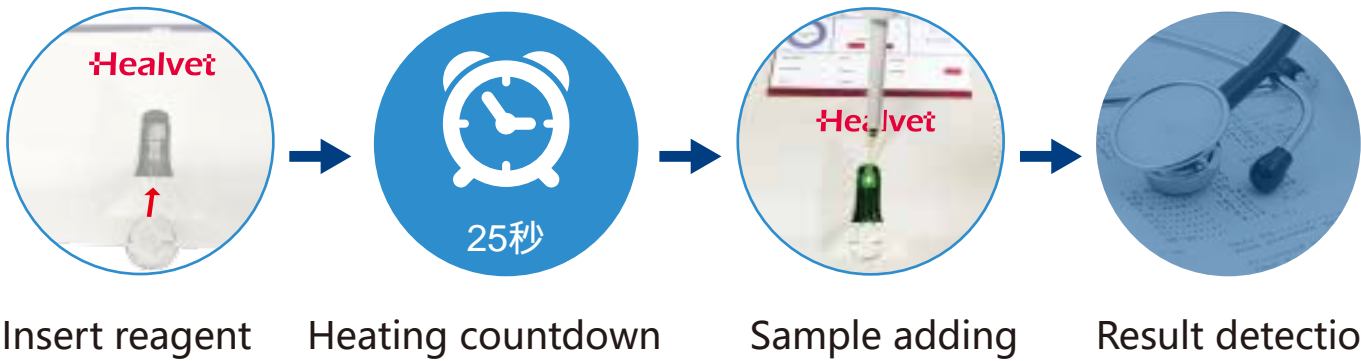 Healvet
25秒
Healvet
Insert reagent
Heating countdown
Sample adding
Result detectio